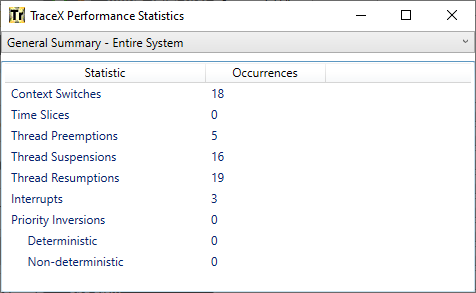 Tr TraceX Performance Statistics
General Summary - Entire System
Statistic Occurrences
Context Switches 18
Time Slices 0
Thread Preemptions 5
Thread Suspensions 16
Thread Resumptions 19
Interrupts 3
Priority Inversions 0
Deterministic 0
Non-deterministic 0